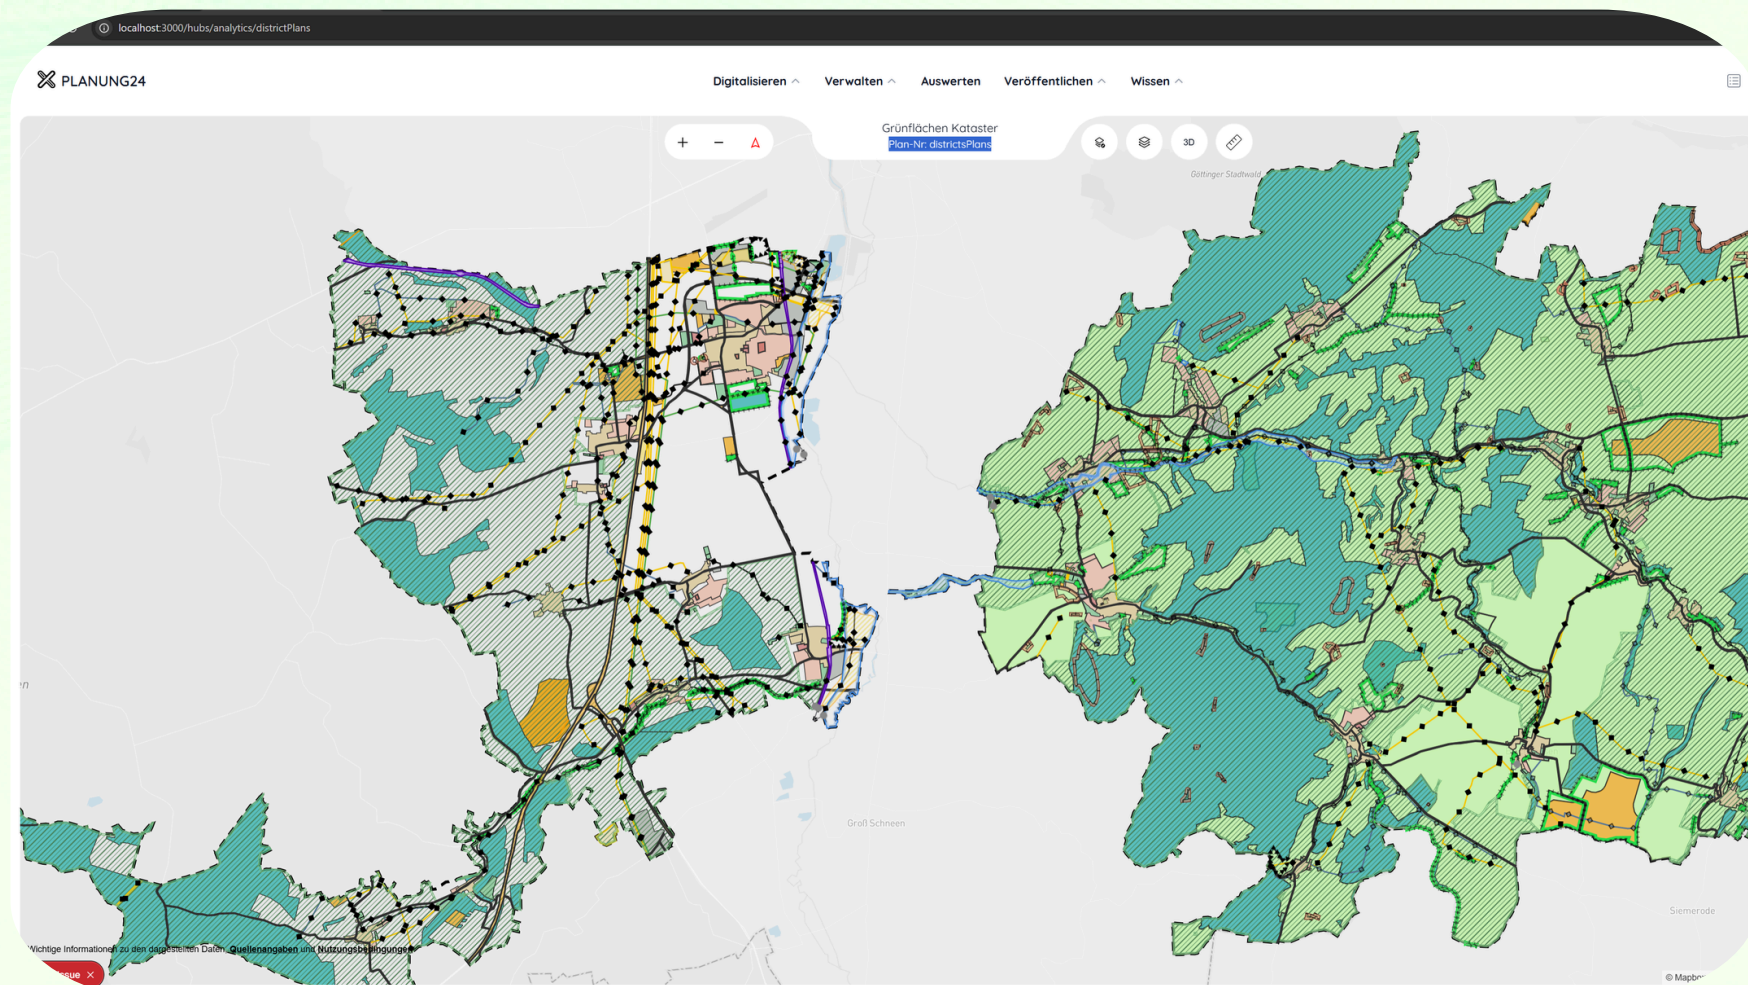 localhost:3000/hubs/analytics/districtPlans
PLANUNG24
Digitalisieren
Verwalten
Auswerten
Veröffentlichen
Wissen
Grünflächen Kataster
Plan-Nr: districtsPlans
3D
Göttinger Stadtwald
Groß Schneen
Siemerode
Wichtige Informationen zu den dargestellten Daten Quellenangaben und Nutzungsbedingungen
© Mapbo